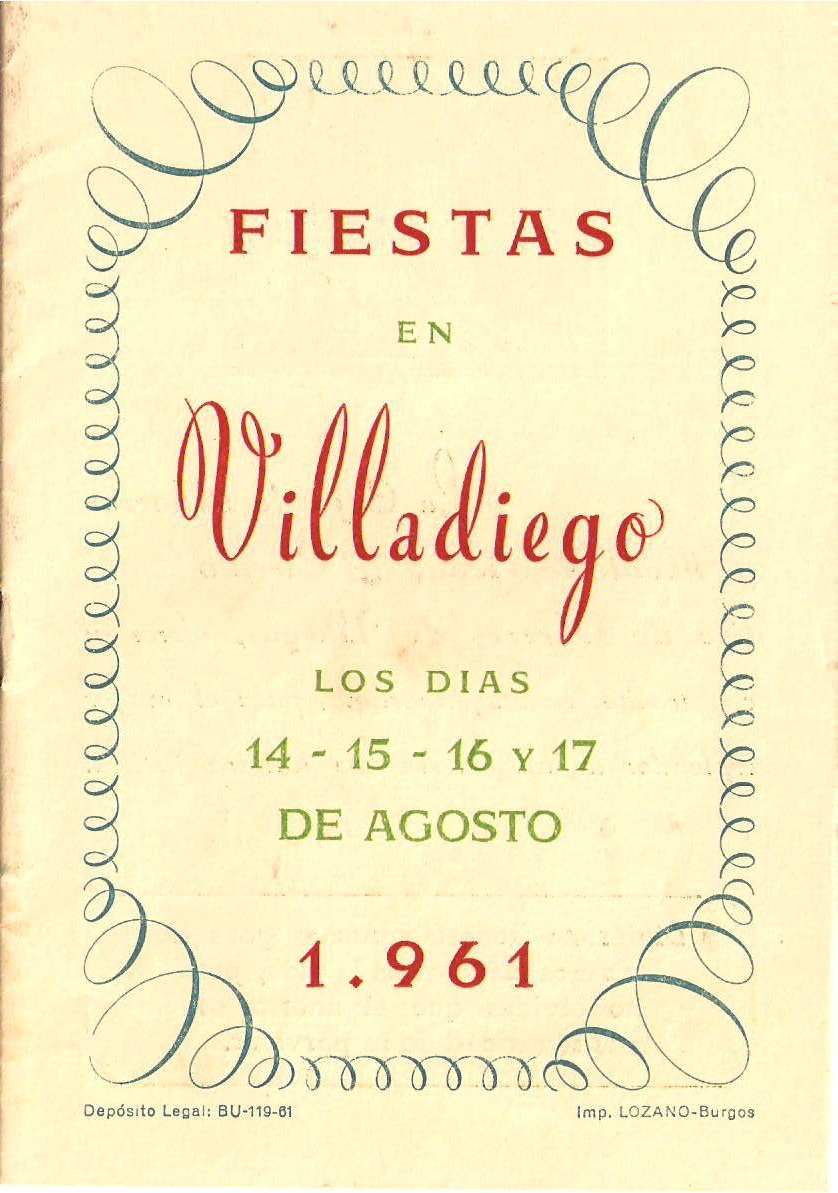 FIESTAS
EN
Villadiego
LOS DIAS
14 - 15 - 16 Y 17
DE AGOSTO
1.961
Depósito Legal: BU-119-61
Imp. LOZANO-Burgos